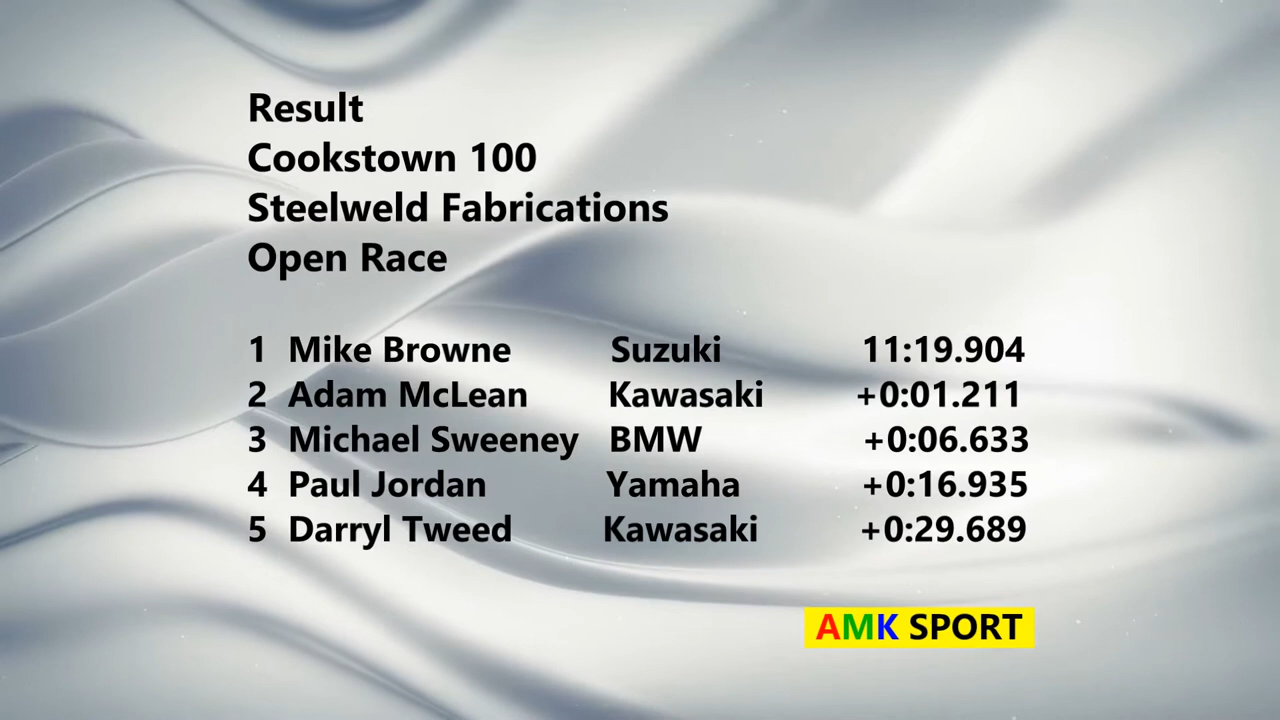 Result
Cookstown 100
Steelweld Fabrications
Open Race
1 Mike Browne Suzuki 11:19.904
2 Adam McLean Kawasaki +0:01.211
3 Michael Sweeney BMW +0:06.633
4 Paul Jordan Yamaha +0:16.935
5 Darryl Tweed Kawasaki +0:29.689
AMK SPORT